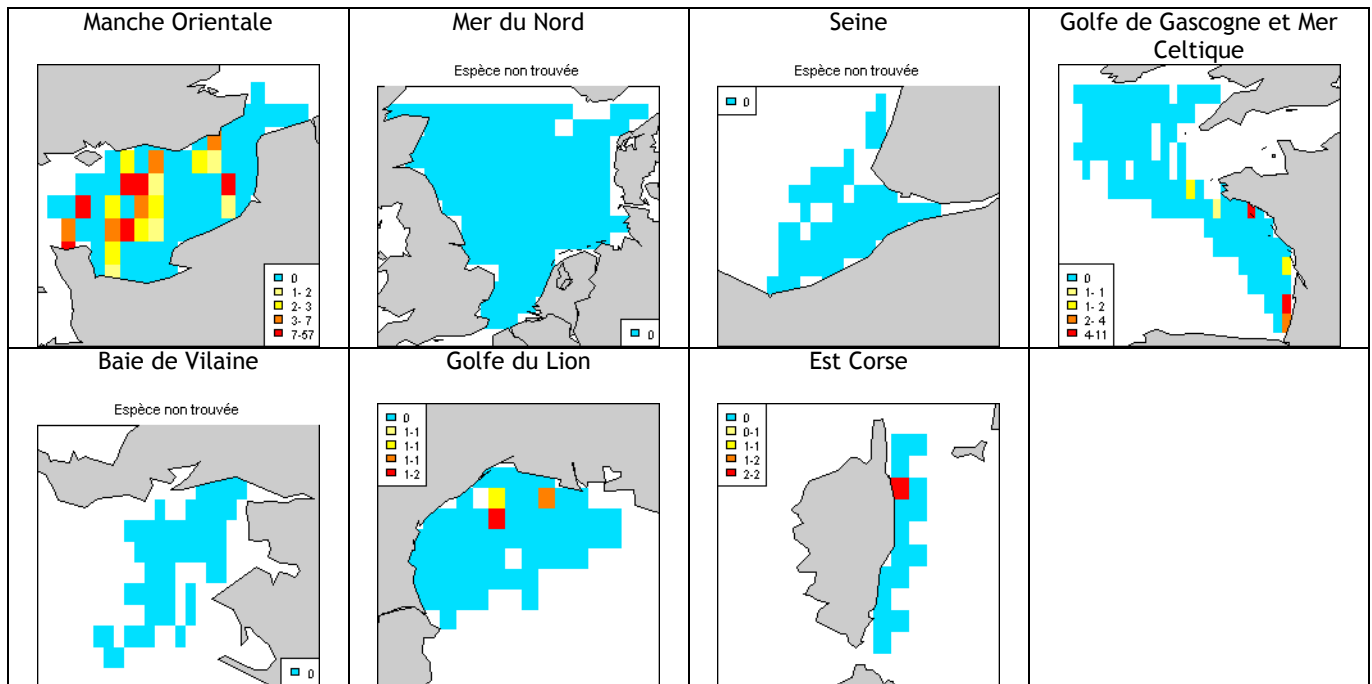 Manche Orientale
0
1- 2
2- 3
3- 7
7-57
Mer du Nord
Espèce non trouvée
0
Seine
Espèce non trouvée
0
Golfe de Gascogne et Mer
Celtique
0
1- 1
1- 2
2- 4
4-11
Baie de Vilaine
Espèce non trouvée
0
Golfe du Lion
0
1-1
1-1
1-1
1-2
Est Corse
0
0-1
1-1
1-2
2-2